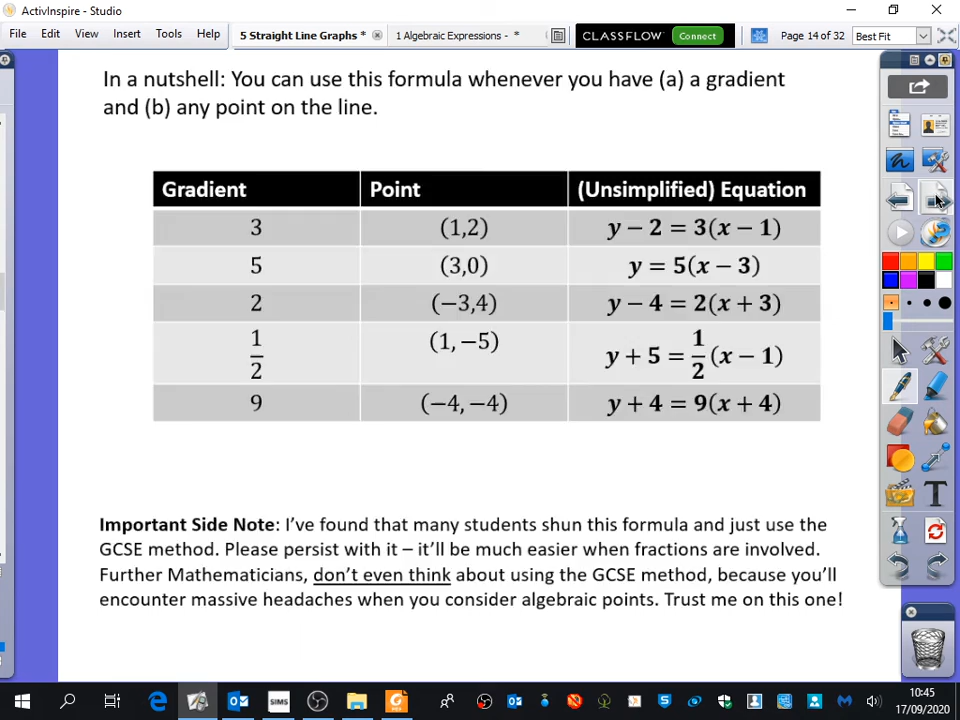 ActivInspire - Studio
File Edit View Insert Tools Help 5 Straight Line Graphs * 1 Algebraic Expressions - * CLASSFLOW Connect Page 14 of 32 Best Fit
In a nutshell: You can use this formula whenever you have (a) a gradient
and (b) any point on the line.
Gradient Point (Unsimplified) Equation
3 (1,2) y − 2 = 3(x − 1)
5 (3,0) y = 5(x − 3)
2 (−3,4) y − 4 = 2(x + 3)
1/2 (1, −5) y + 5 = 1/2 (x − 1)
9 (−4, −4) y + 4 = 9(x + 4)
Important Side Note: I've found that many students shun this formula and just use the
GCSE method. Please persist with it – it'll be much easier when fractions are involved.
Further Mathematicians, don't even think about using the GCSE method, because you'll
encounter massive headaches when you consider algebraic points. Trust me on this one!
SIMS
10:45
17/09/2020